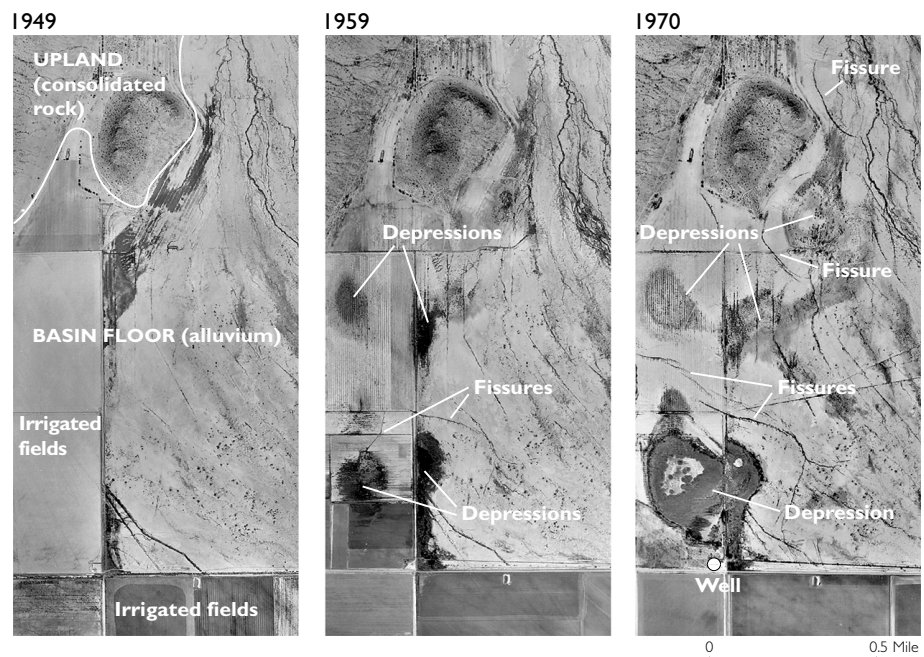 1949
1959
1970
UPLAND
(consolidated
rock)
BASIN FLOOR (alluvium)
Irrigated
fields
Irrigated fields
Depressions
Fissures
Depressions
Fissure
Depressions
Fissure
Fissures
Depression
Well
0
0.5 Mile